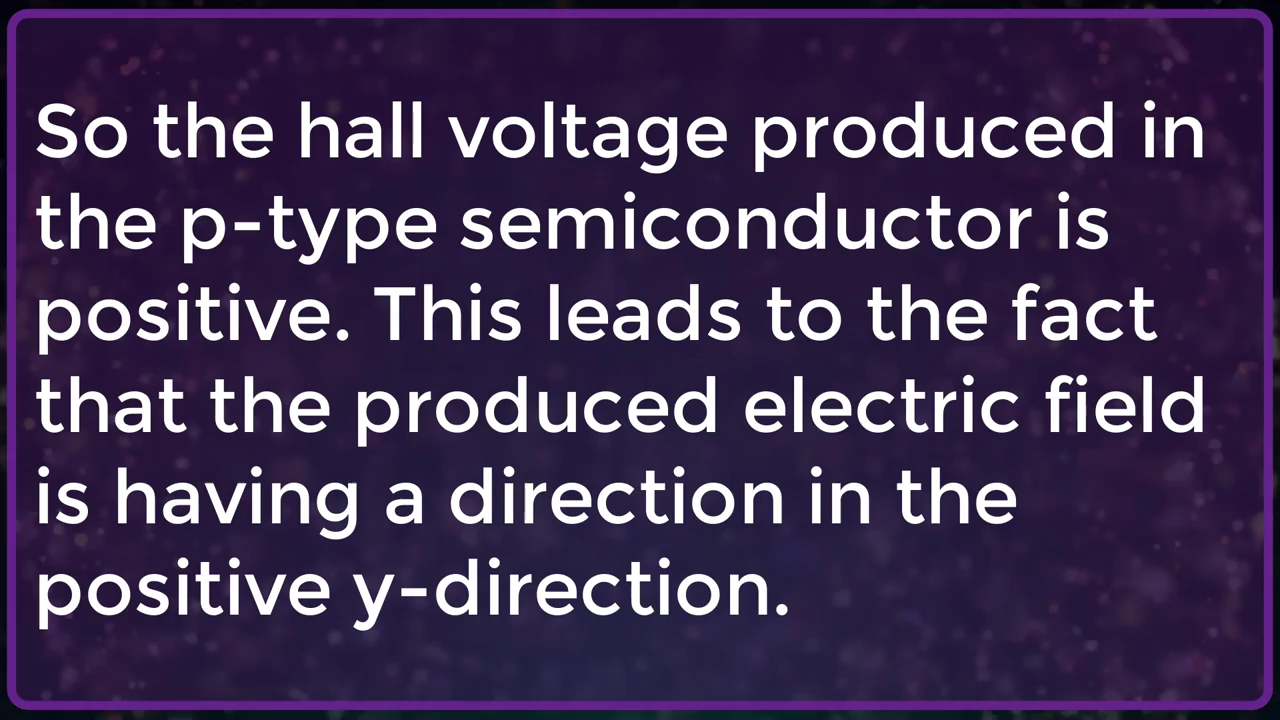 So the hall voltage produced in
the p-type semiconductor is
positive. This leads to the fact
that the produced electric field
is having a direction in the
positive y-direction.